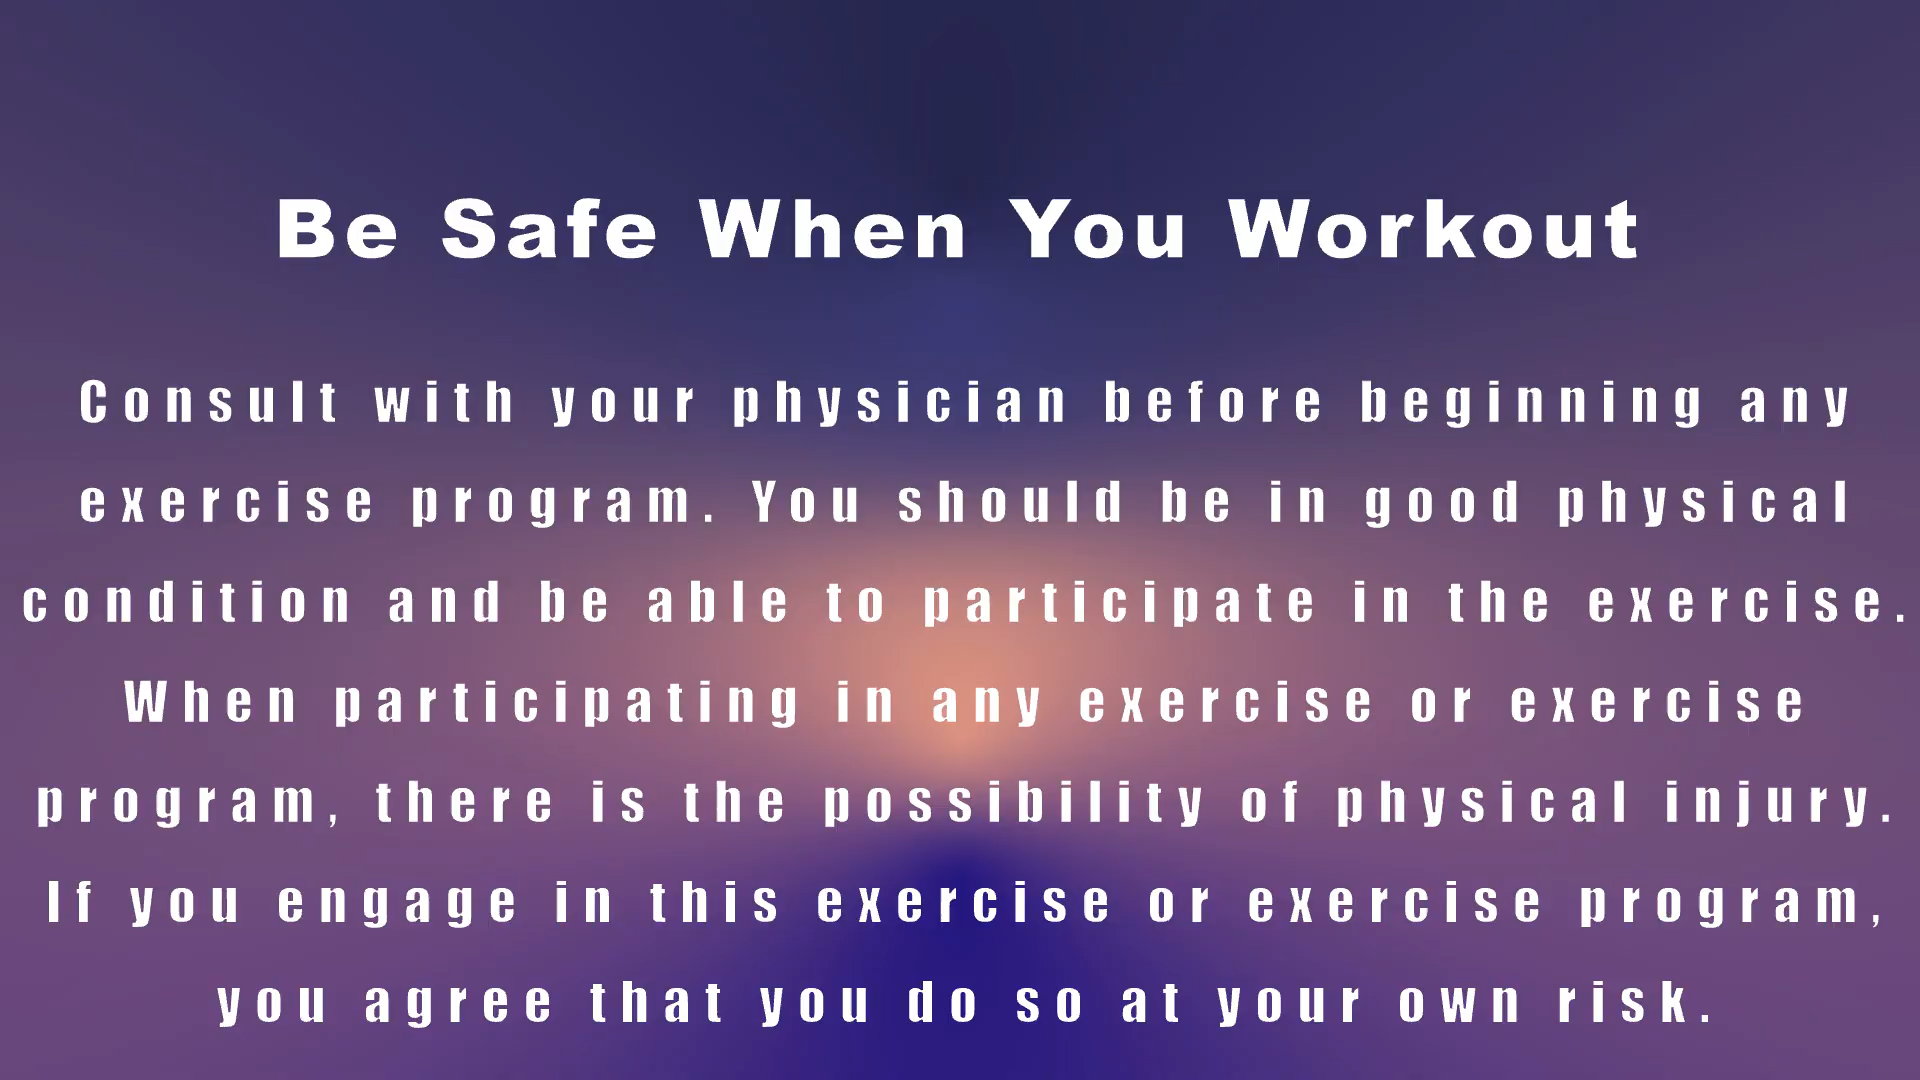 Be Safe When You Workout
Consult with your physician before beginning any
exercise program. You should be in good physical
condition and be able to participate in the exercise.
When participating in any exercise or exercise
program, there is the possibility of physical injury.
If you engage in this exercise or exercise program,
you agree that you do so at your own risk.